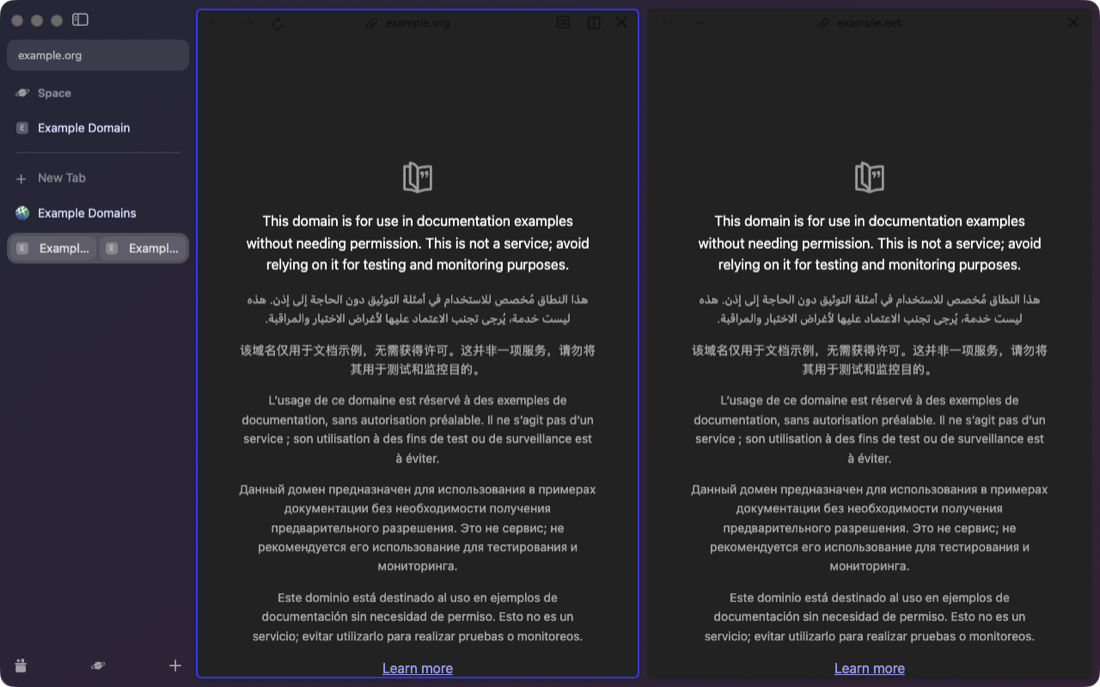 example.org
Space
E Example Domain
New Tab
Example Domains
E Exampl... E Exampl...
example.org
This domain is for use in documentation examples
without needing permission. This is not a service; avoid
relying on it for testing and monitoring purposes.
هذا النطاق مُخصص للاستخدام في أمثلة التوثيق دون الحاجة إلى إذن. هذه
ليست خدمة، يُرجى تجنب الاعتماد عليها لأغراض الاختبار والمراقبة.
该域名仅用于文档示例，无需获得许可。这并非一项服务，请勿将
其用于测试和监控目的。
L’usage de ce domaine est réservé à des exemples de
documentation, sans autorisation préalable. Il ne s’agit pas d’un
service ; son utilisation à des fins de test ou de surveillance est
à éviter.
Данный домен предназначен для использования в примерах
документации без необходимости получения
предварительного разрешения. Это не сервис; не
рекомендуется его использование для тестирования и
мониторинга.
Este dominio está destinado al uso en ejemplos de
documentación sin necesidad de permiso. Esto no es un
servicio; evitar utilizarlo para realizar pruebas o monitoreos.
Learn more
example.net
This domain is for use in documentation examples
without needing permission. This is not a service; avoid
relying on it for testing and monitoring purposes.
هذا النطاق مُخصص للاستخدام في أمثلة التوثيق دون الحاجة إلى إذن. هذه
ليست خدمة، يُرجى تجنب الاعتماد عليها لأغراض الاختبار والمراقبة.
该域名仅用于文档示例，无需获得许可。这并非一项服务，请勿将
其用于测试和监控目的。
L’usage de ce domaine est réservé à des exemples de
documentation, sans autorisation préalable. Il ne s’agit pas d’un
service ; son utilisation à des fins de test ou de surveillance est
à éviter.
Данный домен предназначен для использования в примерах
документации без необходимости получения
предварительного разрешения. Это не сервис; не
рекомендуется его использование для тестирования и
мониторинга.
Este dominio está destinado al uso en ejemplos de
documentación sin necesidad de permiso. Esto no es un
servicio; evitar utilizarlo para realizar pruebas o monitoreos.
Learn more